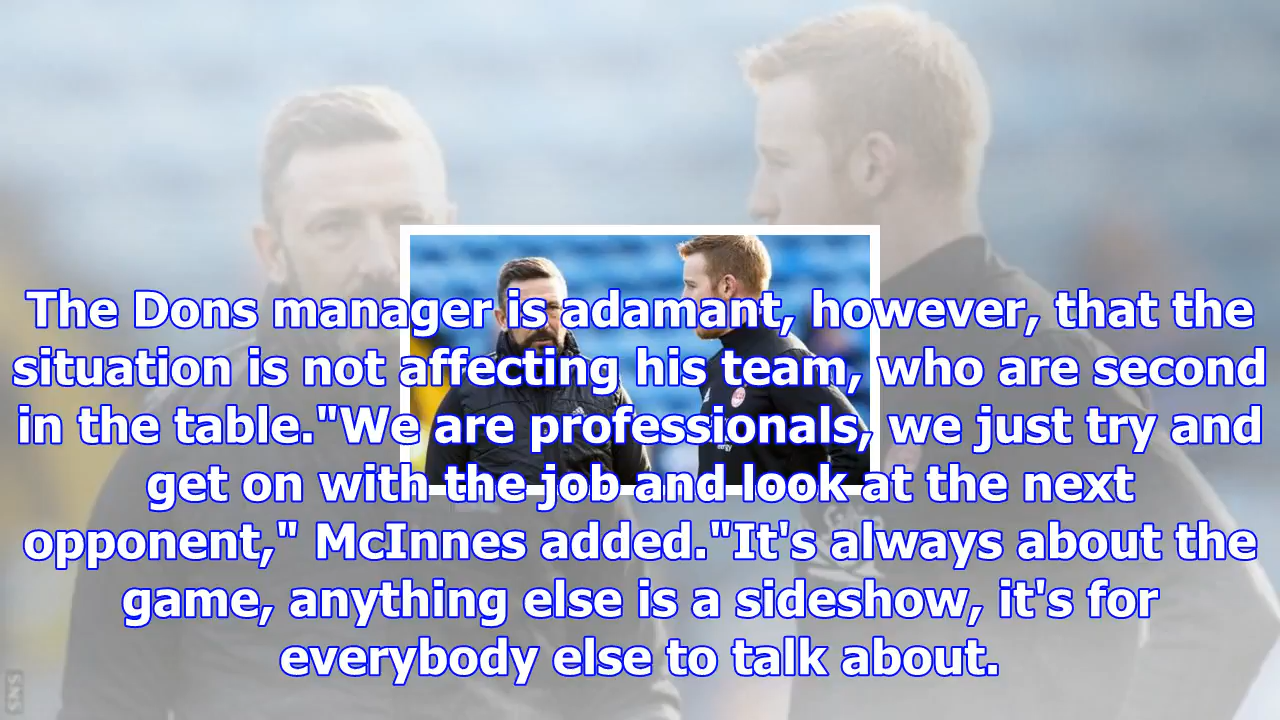 The Dons manager is adamant, however, that the
situation is not affecting his team, who are second
in the table."We are professionals, we just try and
get on with the job and look at the next
opponent," McInnes added."It's always about the
game, anything else is a sideshow, it's for
everybody else to talk about.
SNS